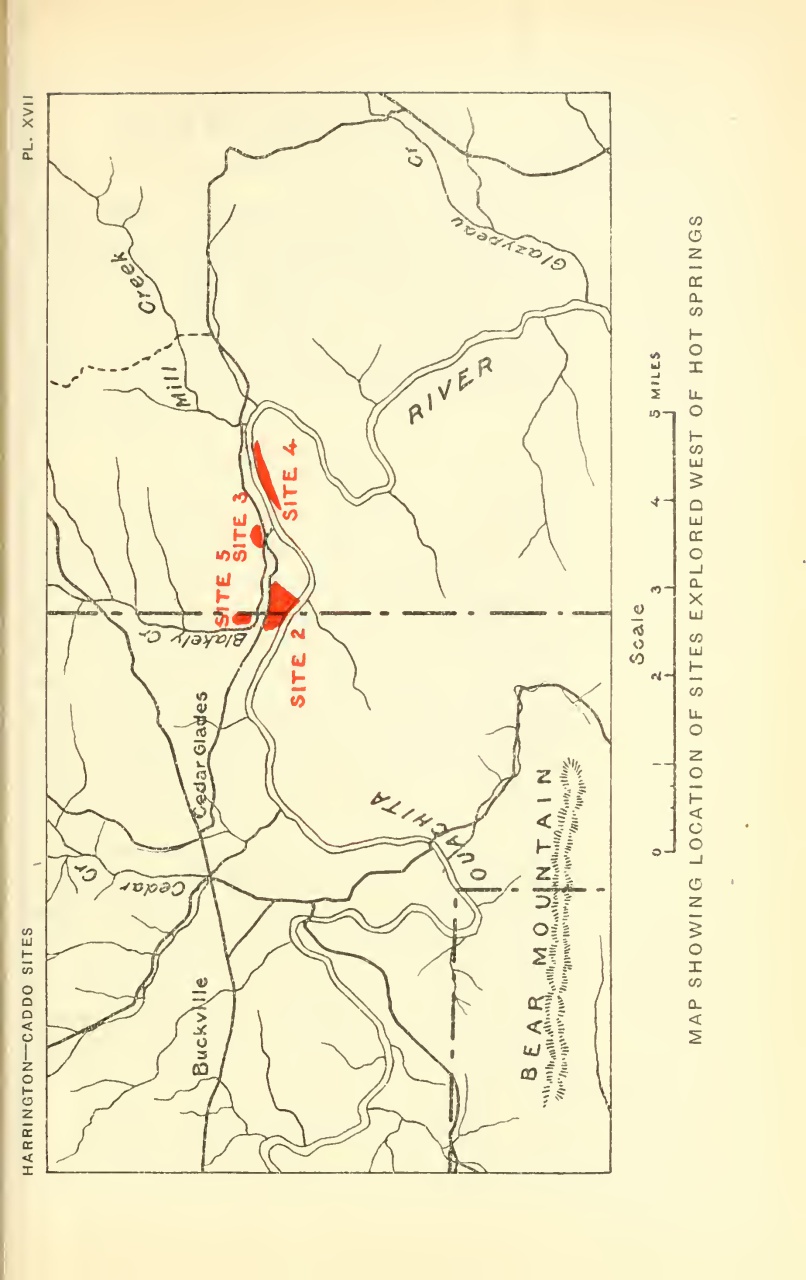 HARRINGTON—CADDO SITES
PL. XVII
Cedar Cr
Mill Creek
Buckville
Cedar Glades
Blakely Cr.
SITE 5
SITE 3
SITE 2
SITE 4
OUACHITA RIVER
Glazypeau Cr
BEAR MOUNTAIN
Scale
0 1 2 3 4 5 MILES
MAP SHOWING LOCATION OF SITES EXPLORED WEST OF HOT SPRINGS